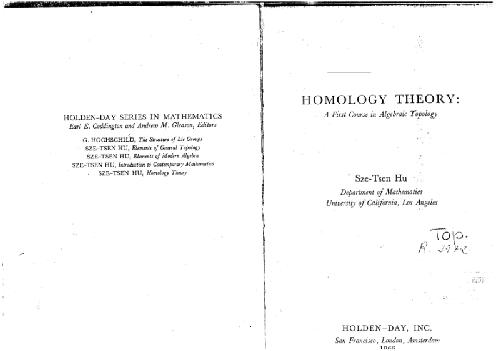 HOLDEN-DAY SERIES IN MATHEMATICS
Earl E. Coddington and Andrew M. Gleason, Editors
G. HOCHSCHILD, The Structure of Lie Groups
SZE-TSEN HU, Elements of General Topology
SZE-TSEN HU, Elements of Modern Algebra
SZE-TSEN HU, Introduction to Contemporary Mathematics
SZE-TSEN HU, Homology Theory
HOMOLOGY THEORY:
A First Course in Algebraic Topology
Sze-Tsen Hu
Department of Mathematics
University of California, Los Angeles
Top.
HOLDEN-DAY, INC.
San Francisco, London, Amsterdam